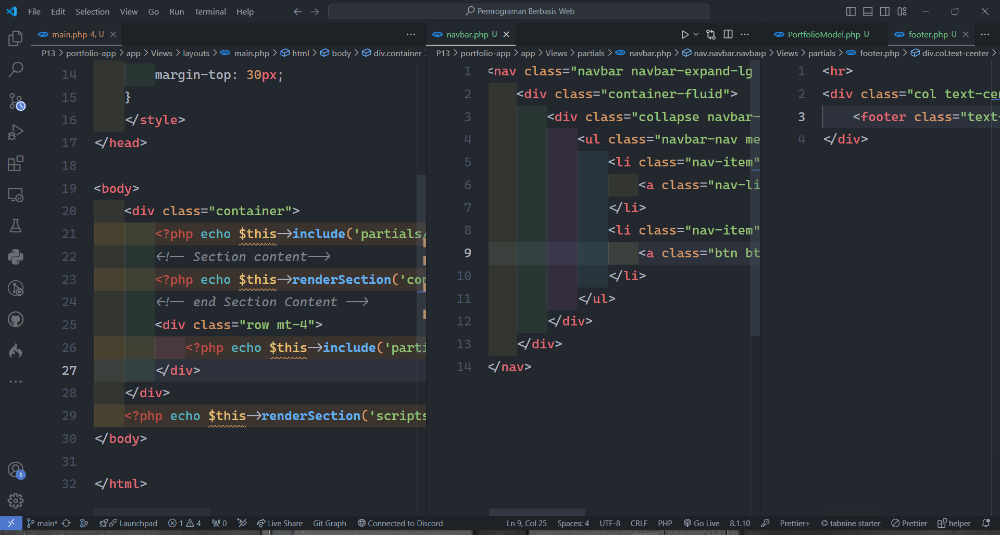 File Edit Selection View Go Run Terminal Help
Pemrograman Berbasis Web
main.php 4, U
P13 > portfolio-app > app > Views > layouts > main.php > html > body > div.container
14 margin-top: 30px;
15 }
16 </style>
17 </head>
18
19 <body>
20 <div class="container">
21 <?php echo $this->include('partials/
22 <!-- Section content-->
23 <?php echo $this->renderSection('con
24 <!-- end Section Content -->
25 <div class="row mt-4">
26 <?php echo $this->include('parti
27 </div>
28 </div>
29 <?php echo $this->renderSection('scripts
30 </body>
31
32 </html>
navbar.php U
P13 > portfolio-app > app > Views > partials > navbar.php > nav.navbar.navba
1 <nav class="navbar navbar-expand-lg
2 <div class="container-fluid">
3 <div class="collapse navbar-
4 <ul class="navbar-nav me
5 <li class="nav-item"
6 <a class="nav-li
7 </li>
8 <li class="nav-item"
9 <a class="btn bt
10 </li>
11 </ul>
12 </div>
13 </div>
14 </nav>
PortfolioModel.php U footer.php U
p > Views > partials > footer.php > div.col.text-center >
1 <hr>
2 <div class="col text-cen
3 <footer class="text-
4 </div>
1
main* Launchpad 1 4 0 Live Share Git Graph Connected to Discord Ln 9, Col 25 Spaces: 4 UTF-8 CRLF PHP Go Live 8.1.10 Prettier+ tabnine starter Prettier helper